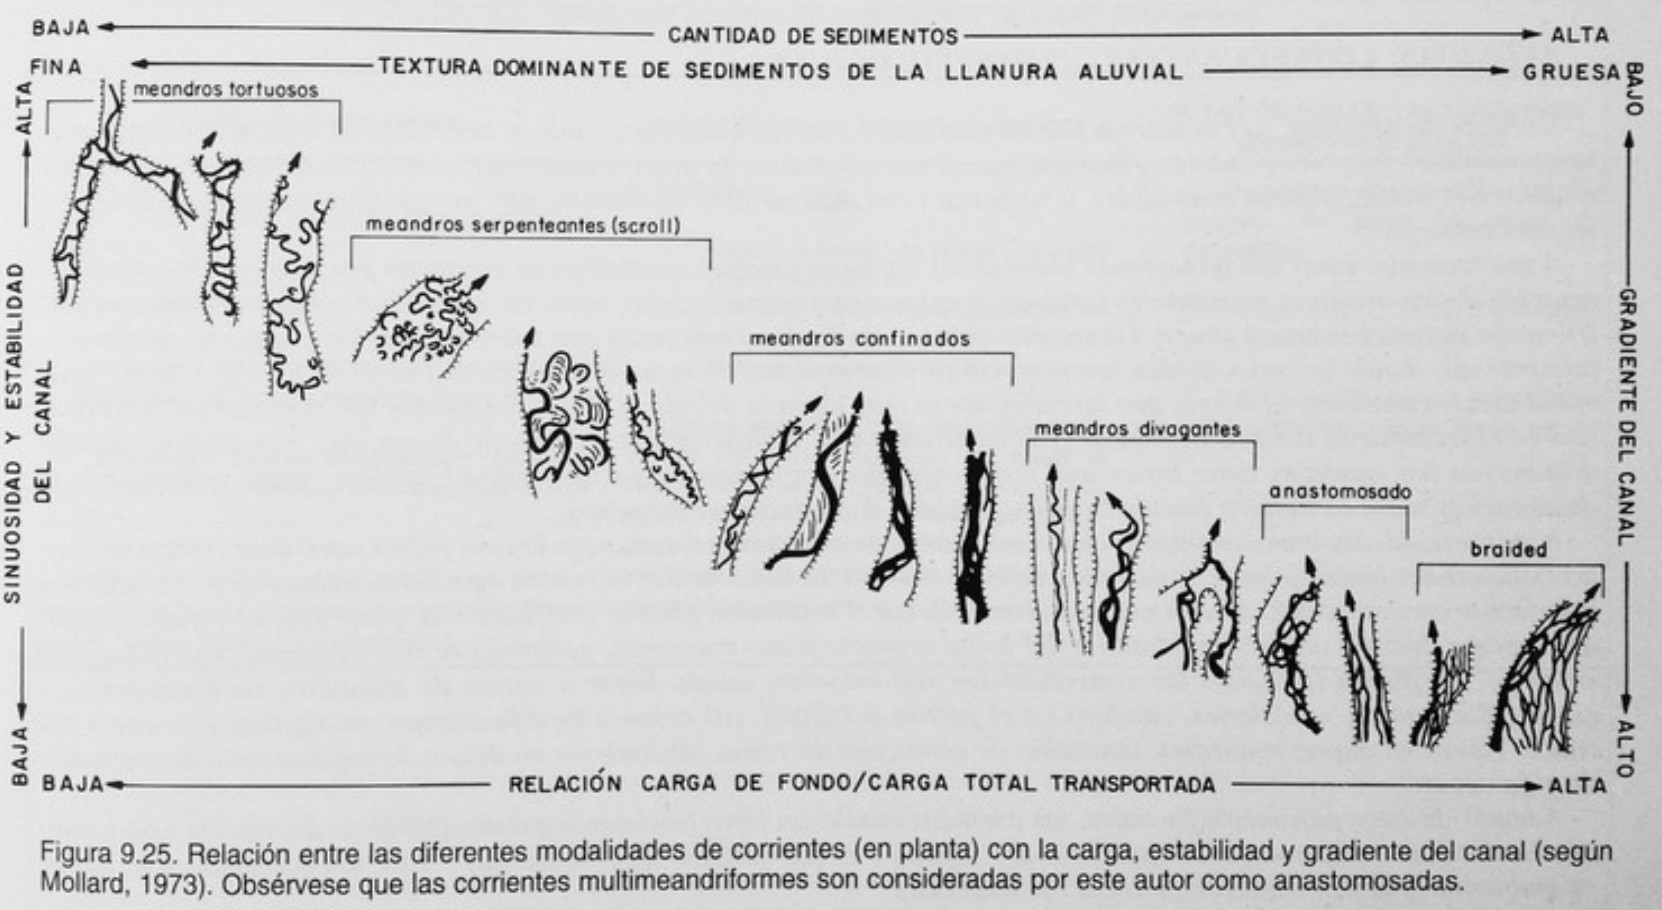 BAJA CANTIDAD DE SEDIMENTOS ALTA
FINA TEXTURA DOMINANTE DE SEDIMENTOS DE LA LLANURA ALUVIAL GRUESA
meandros tortuosos
meandros serpenteantes (scroll)
meandros confinados
meandros divagantes
anastomosado
braided
ALTA
SINUOSIDAD Y ESTABILIDAD
DEL CANAL
BAJA
BAJO
GRADIENTE DEL CANAL
ALTO
BAJA RELACIÓN CARGA DE FONDO/CARGA TOTAL TRANSPORTADA ALTA
Figura 9.25. Relación entre las diferentes modalidades de corrientes (en planta) con la carga, estabilidad y gradiente del canal (según
Mollard, 1973). Obsérvese que las corrientes multimeandriformes son consideradas por este autor como anastomosadas.